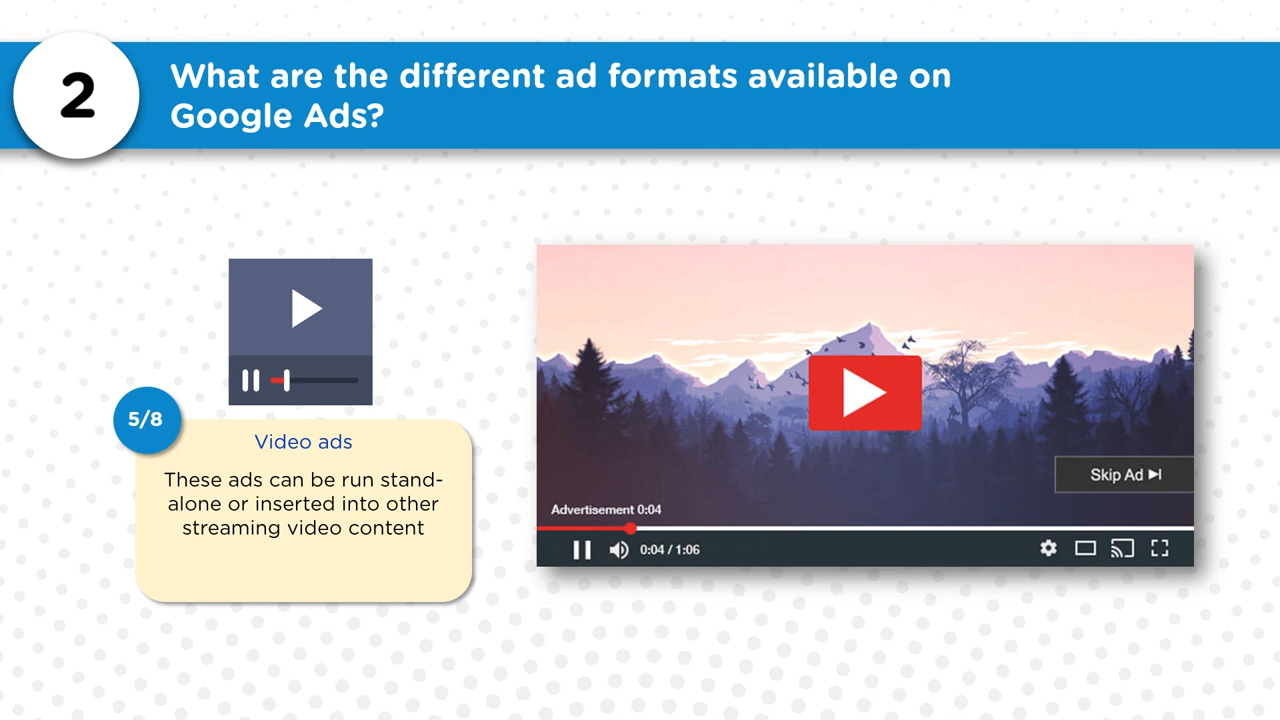 2
What are the different ad formats available on
Google Ads?
5/8
Video ads
These ads can be run stand-
alone or inserted into other
streaming video content
Skip Ad
Advertisement 0:04
0:04 / 1:06